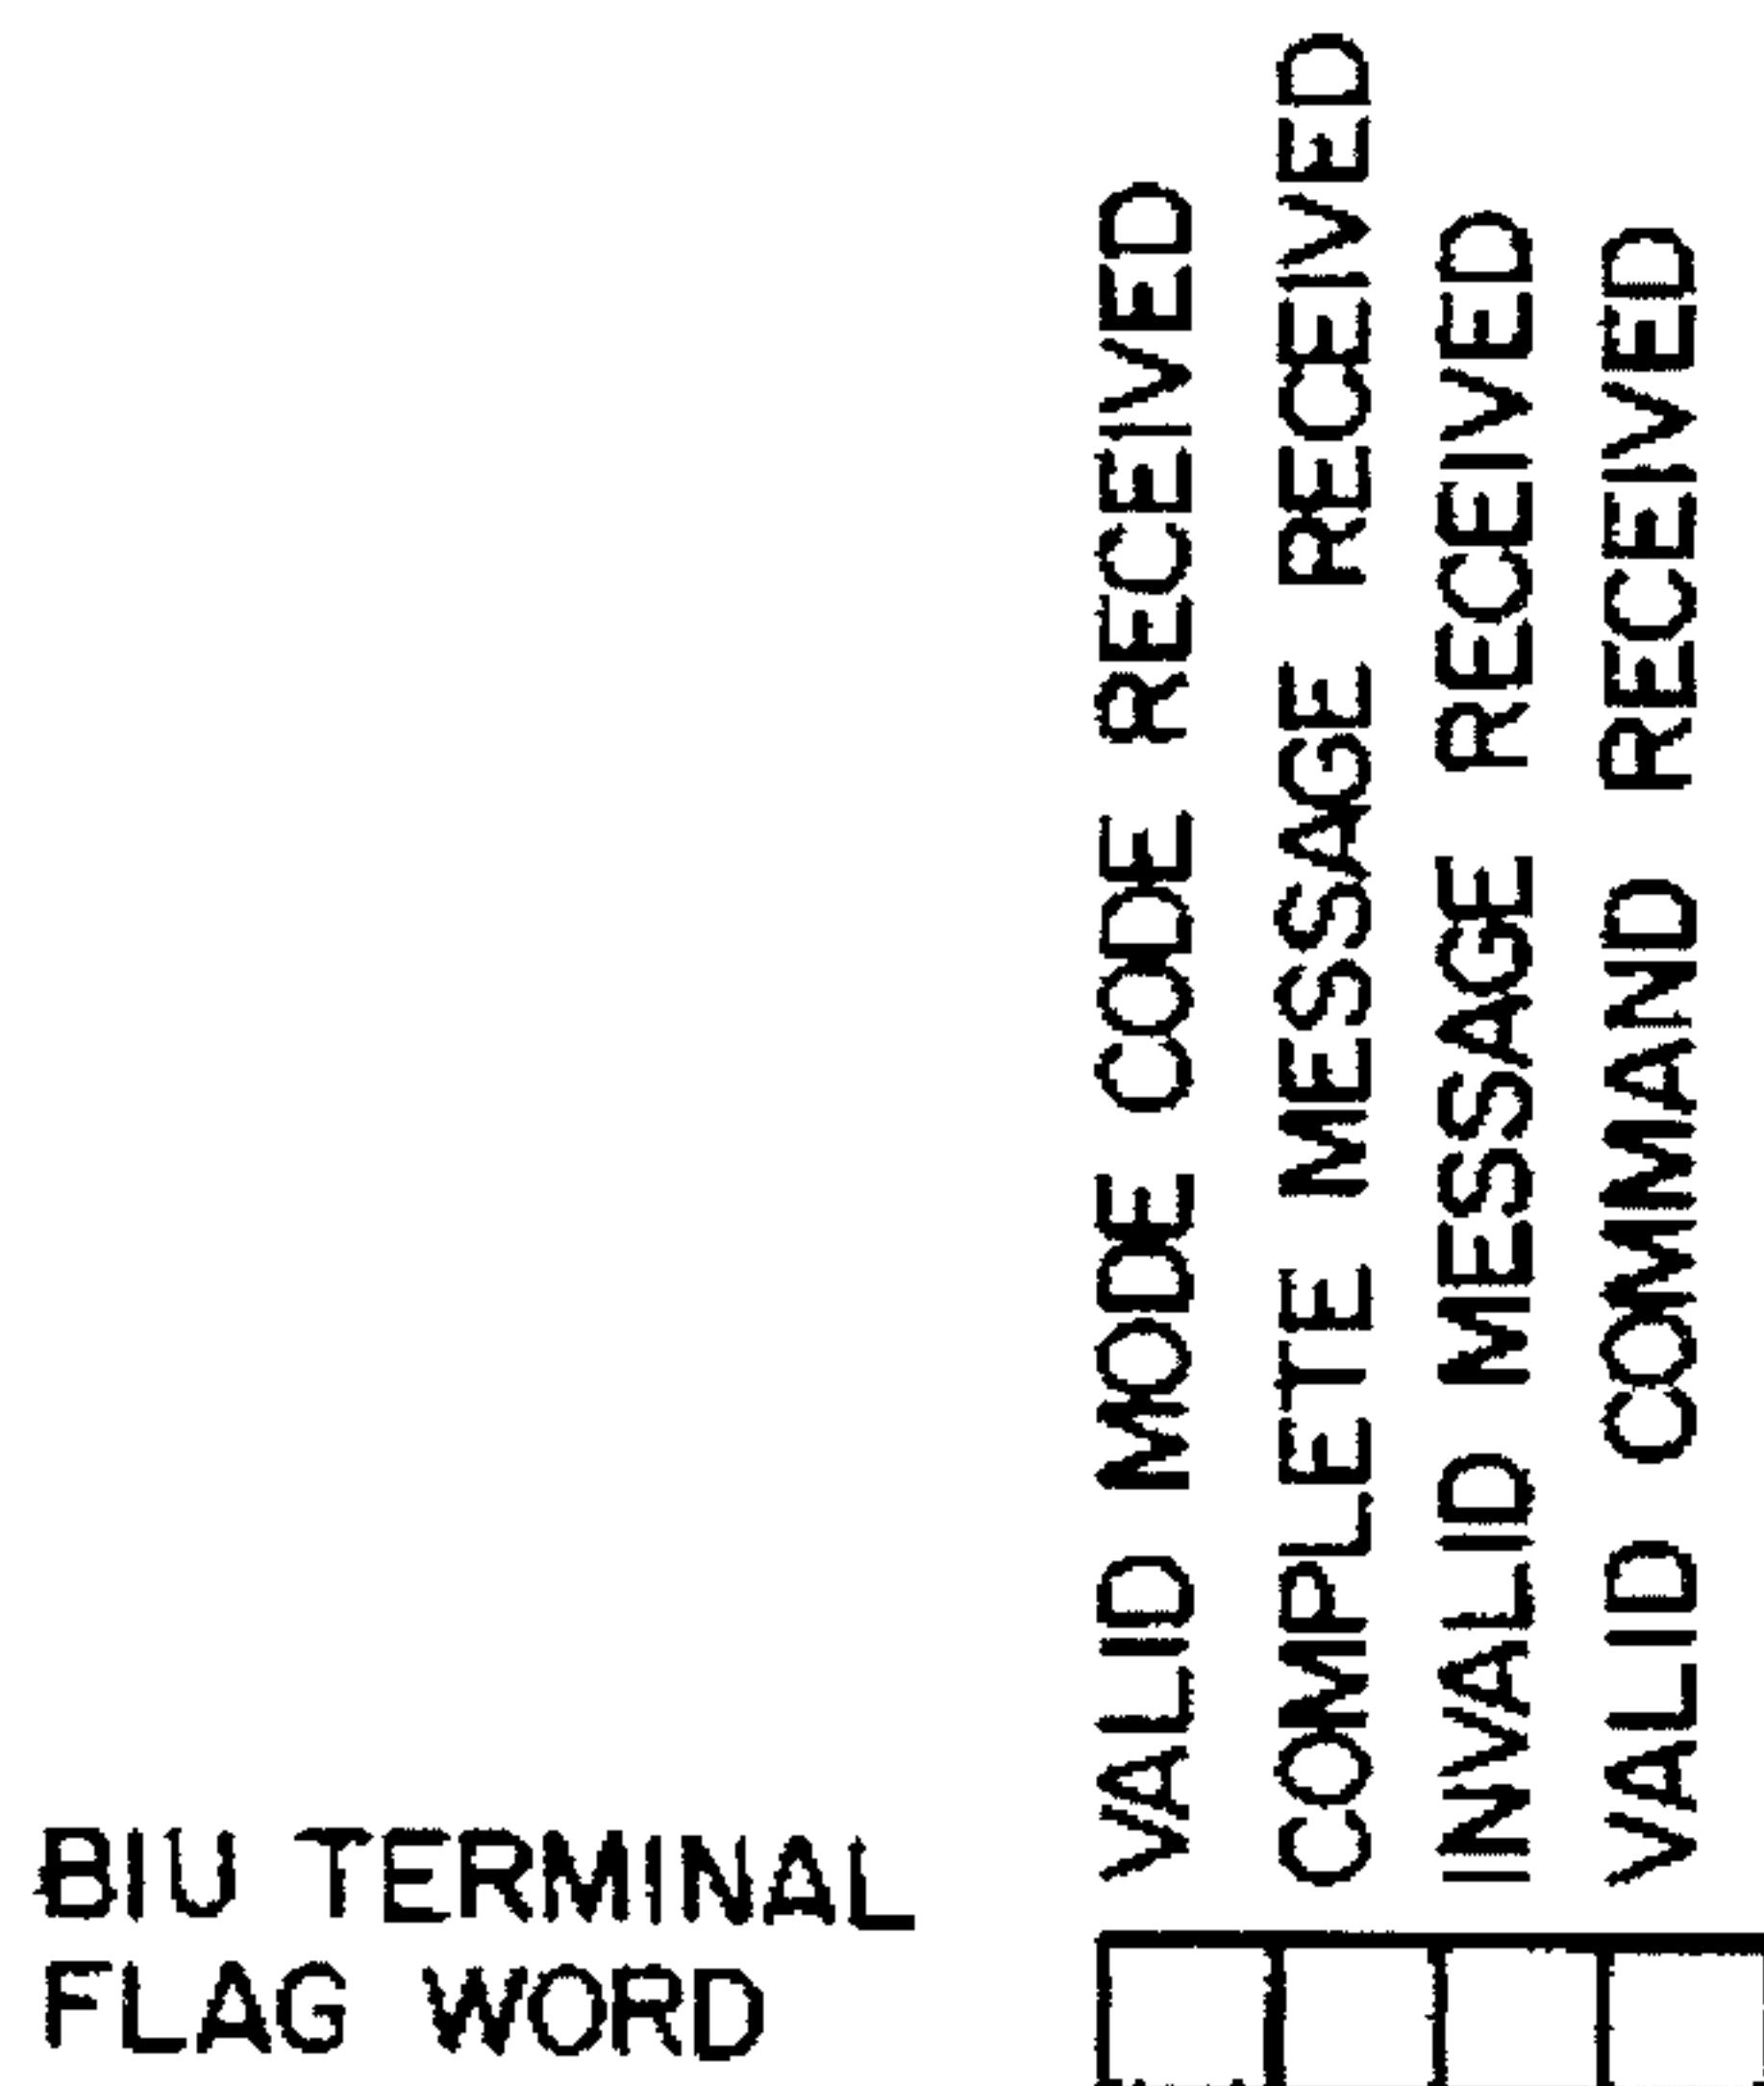 VALID MODE CODE RECEIVED
COMPLETE MESSAGE RECEIVED
INVALID MESSAGE RECEIVED
VALID COMMAND RECEIVED
BIU TERMINAL
FLAG WORD